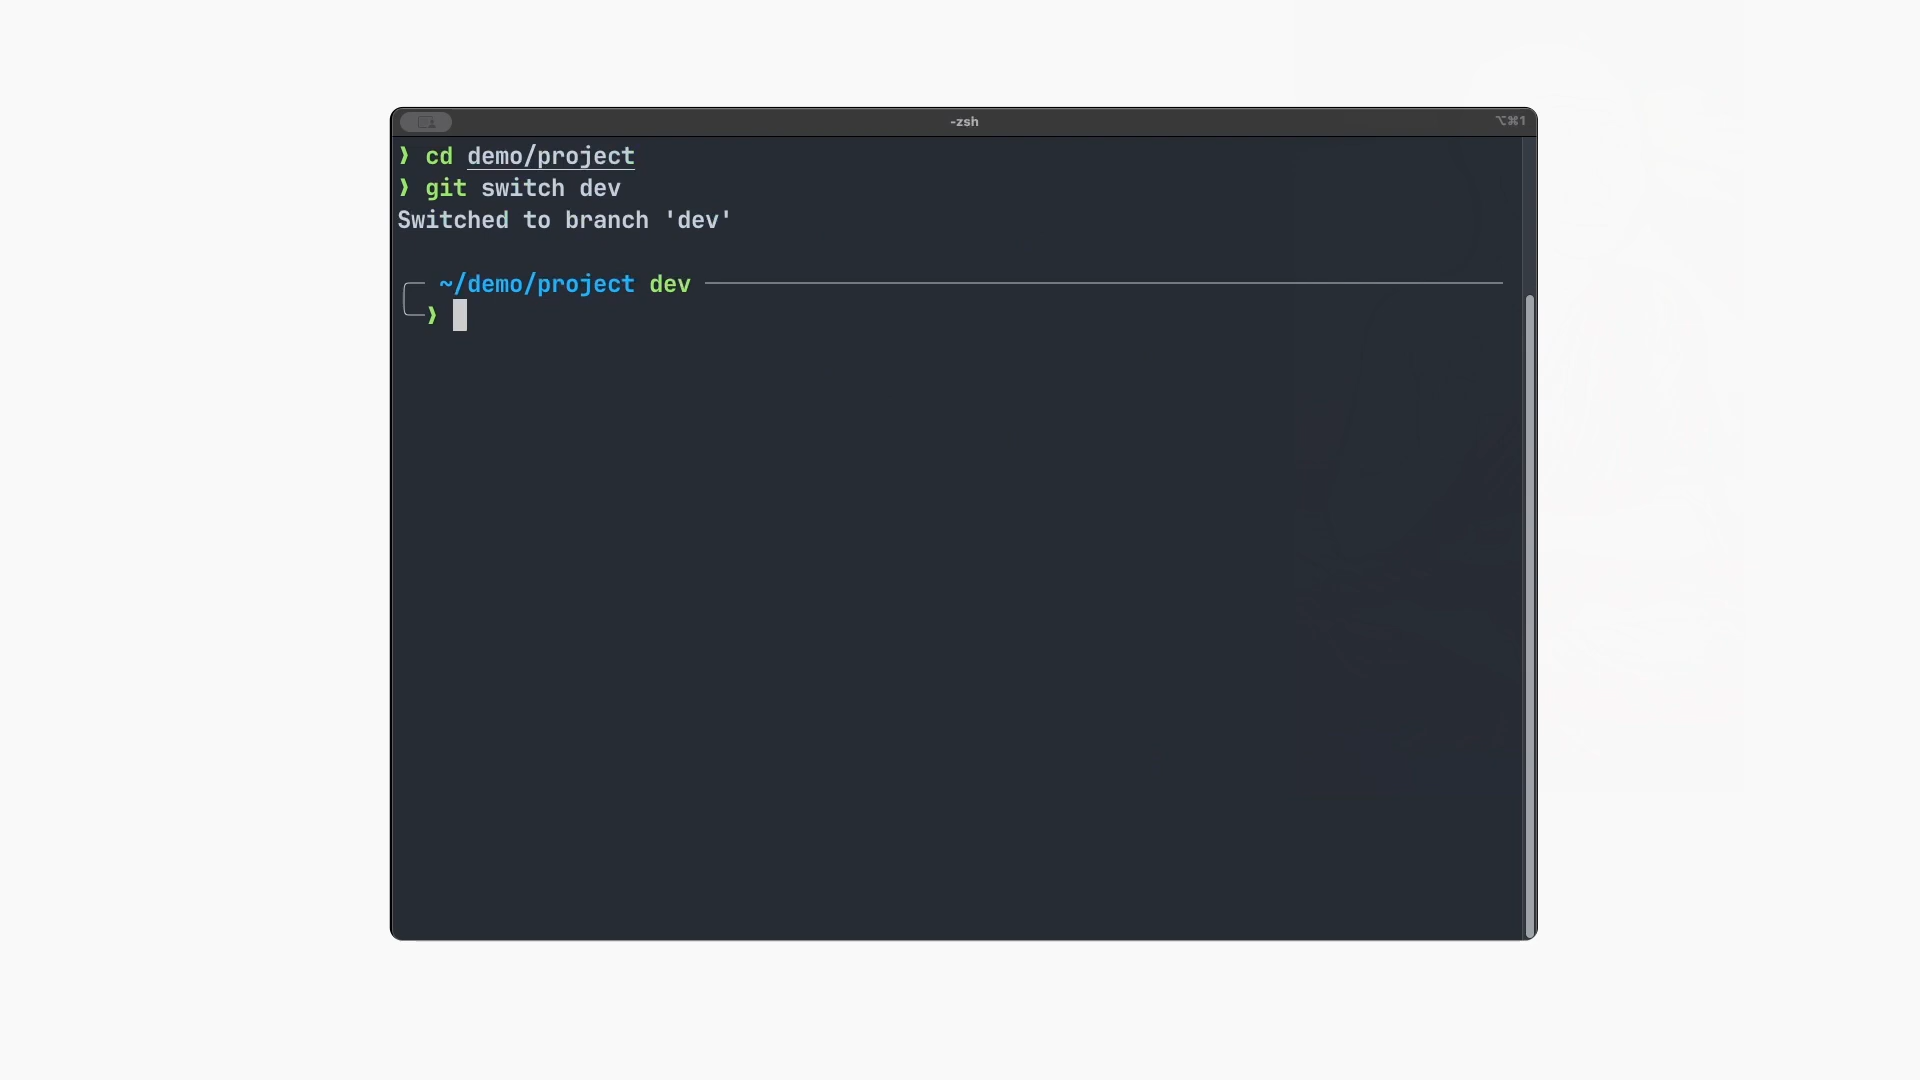 -zsh
⌥⌘1
❯ cd demo/project
❯ git switch dev
Switched to branch 'dev'
~/demo/project dev
❯